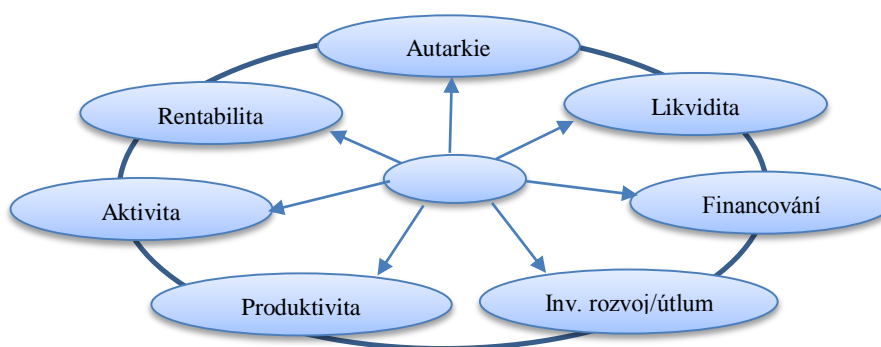 Autarkie
Rentabilita
Likvidita
Aktivita
Financování
Produktivita
Inv. rozvoj/útlum